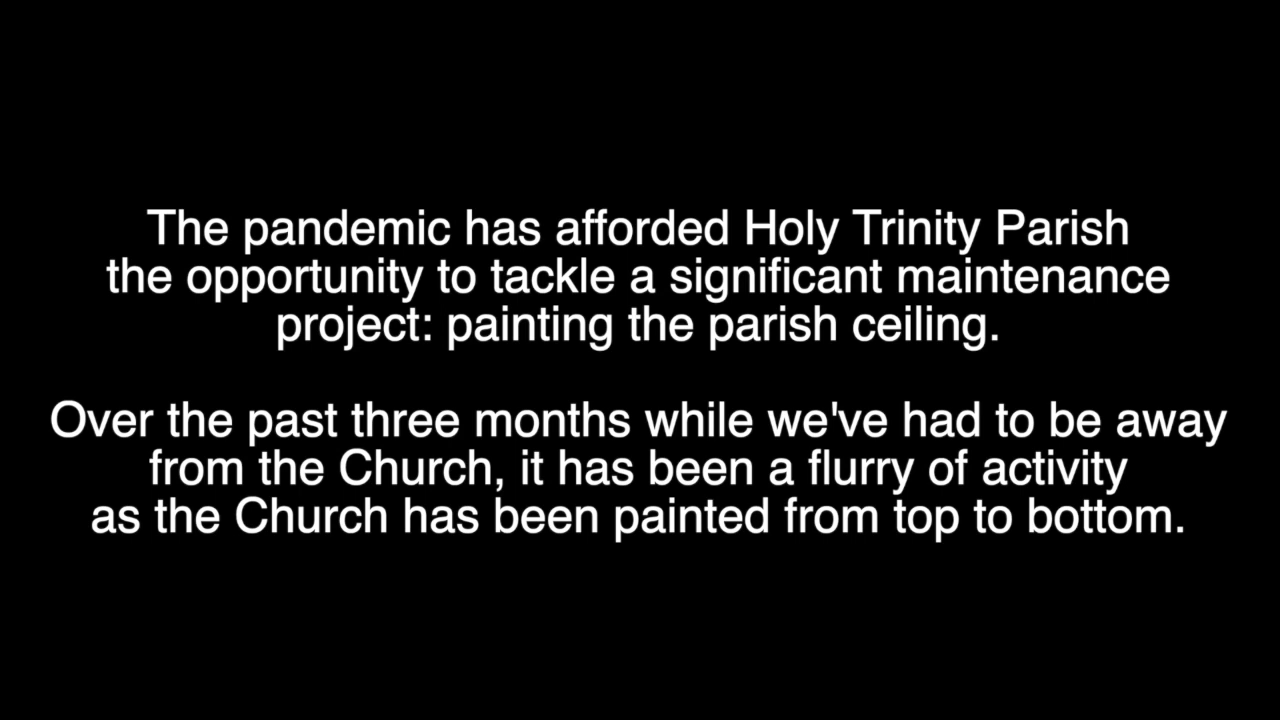 The pandemic has afforded Holy Trinity Parish
the opportunity to tackle a significant maintenance
project: painting the parish ceiling.
Over the past three months while we've had to be away
from the Church, it has been a flurry of activity
as the Church has been painted from top to bottom.